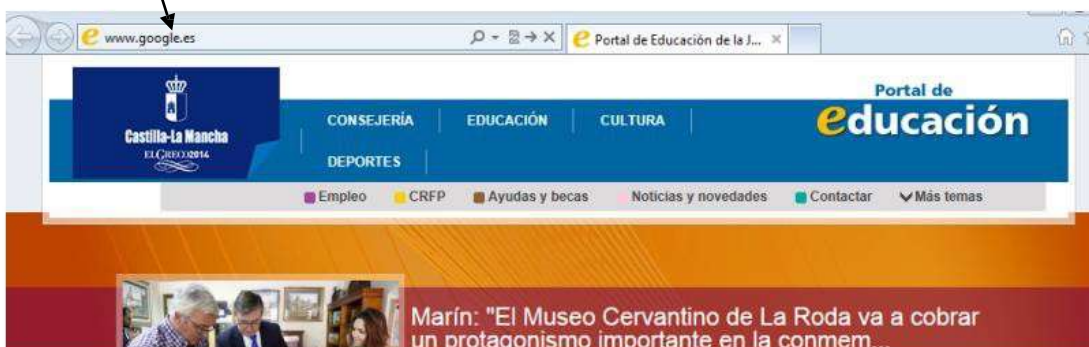 www.google.es
Portal de Educación de la J...
Castilla-La Mancha
EL GRECO2014
CONSEJERÍA
EDUCACIÓN
CULTURA
DEPORTES
Portal de
educación
Empleo
CRFP
Ayudas y becas
Noticias y novedades
Contactar
Más temas
Marín: "El Museo Cervantino de La Roda va a cobrar
un protagonismo importante en la conmem...